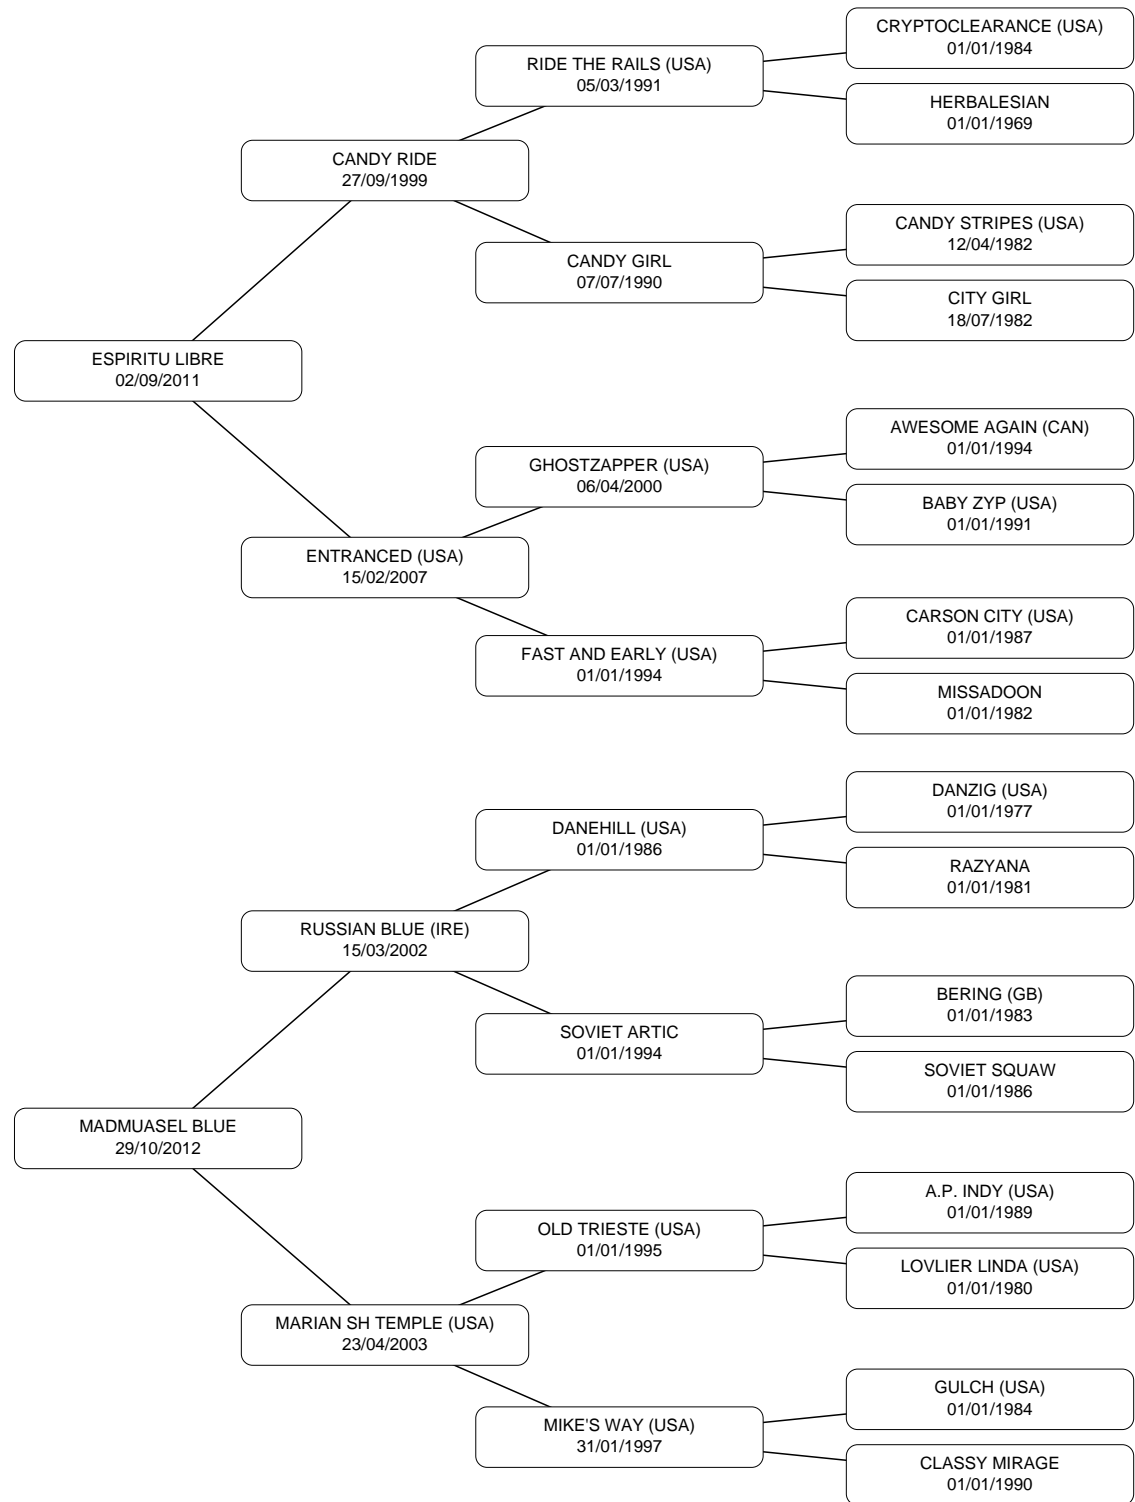 CRYPTOCLEARANCE (USA)
01/01/1984
RIDE THE RAILS (USA)
05/03/1991
HERBALESIAN
01/01/1969
CANDY RIDE
27/09/1999
CANDY STRIPES (USA)
12/04/1982
CANDY GIRL
07/07/1990
CITY GIRL
18/07/1982
ESPIRITU LIBRE
02/09/2011
AWESOME AGAIN (CAN)
01/01/1994
GHOSTZAPPER (USA)
06/04/2000
BABY ZYP (USA)
01/01/1991
ENTRANCED (USA)
15/02/2007
CARSON CITY (USA)
01/01/1987
FAST AND EARLY (USA)
01/01/1994
MISSADOON
01/01/1982
DANZIG (USA)
01/01/1977
DANEHILL (USA)
01/01/1986
RAZYANA
01/01/1981
RUSSIAN BLUE (IRE)
15/03/2002
BERING (GB)
01/01/1983
SOVIET ARTIC
01/01/1994
SOVIET SQUAW
01/01/1986
MADMUASEL BLUE
29/10/2012
A.P. INDY (USA)
01/01/1989
OLD TRIESTE (USA)
01/01/1995
LOVLIER LINDA (USA)
01/01/1980
MARIAN SH TEMPLE (USA)
23/04/2003
GULCH (USA)
01/01/1984
MIKE'S WAY (USA)
31/01/1997
CLASSY MIRAGE
01/01/1990